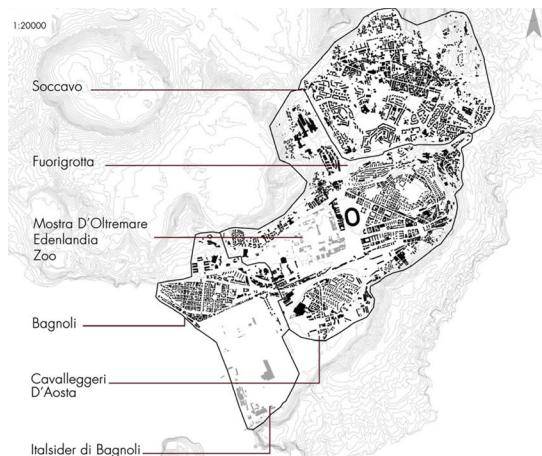 1:20000
Soccavo
Fuorigrotta
Mostra D'Oltremare
Edenlandia
Zoo
Bagnoli
Cavalleggeri
D'Aosta
Italsider di Bagnoli